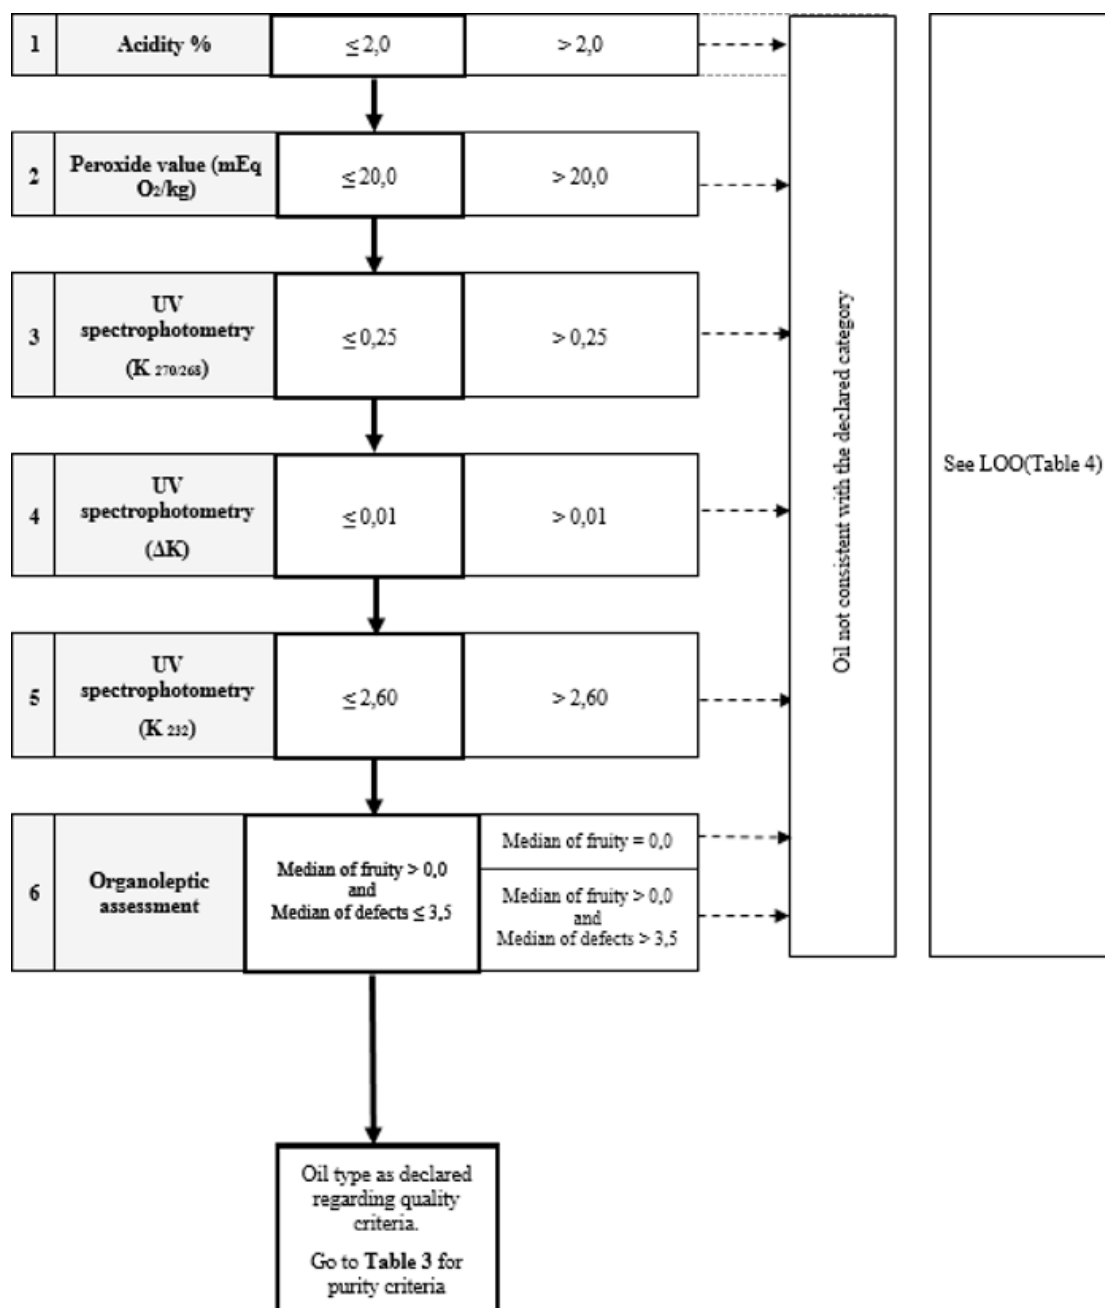 1 Acidity % ≤ 2,0 > 2,0
2 Peroxide value (mEq
O2/kg) ≤ 20,0 > 20,0
3 UV
spectrophotometry
(K 270/268) ≤ 0,25 > 0,25
4 UV
spectrophotometry
(ΔK) ≤ 0,01 > 0,01
5 UV
spectrophotometry
(K 232) ≤ 2,60 > 2,60
6 Organoleptic
assessment
Median of fruity > 0,0
and
Median of defects ≤ 3,5
Median of fruity = 0,0
Median of fruity > 0,0
and
Median of defects > 3,5
Oil not consistent with the declared category
See LOO(Table 4)
Oil type as declared
regarding quality
criteria.
Go to Table 3 for
purity criteria